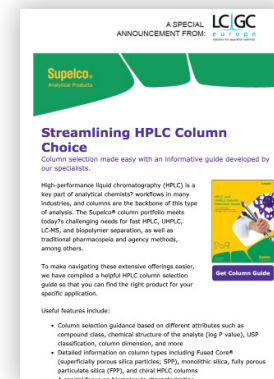 A SPECIAL
ANNOUNCEMENT FROM:
LC|GC
europe
Supelco®
Analytical Products
Streamlining HPLC Column
Choice
Column selection made easy with an informative guide developed by
our specialists.
High-performance liquid chromatography (HPLC) is a
key part of analytical chemists? workflows in many
industries, and columns are the backbone of this type
of analysis. The Supelco® column portfolio meets
today?s challenging needs for fast HPLC, UHPLC,
LC-MS, and biopolymer separation, as well as
traditional pharmacopeia and agency methods,
among others.
To make navigating these extensive offerings easier,
we have compiled a helpful HPLC column selection
guide so that you can find the right product for your
specific application.
Get Column Guide
Useful features include:
• Column selection guidance based on different attributes such as
compound class, chemical structure of the analyte (log P value), USP
classification, column dimension, and more
• Detailed information on column types including Fused Core®
(superficially porous silica particles; SPP), monolithic silica, fully porous
particulate silica (FPP), and chiral HPLC columns